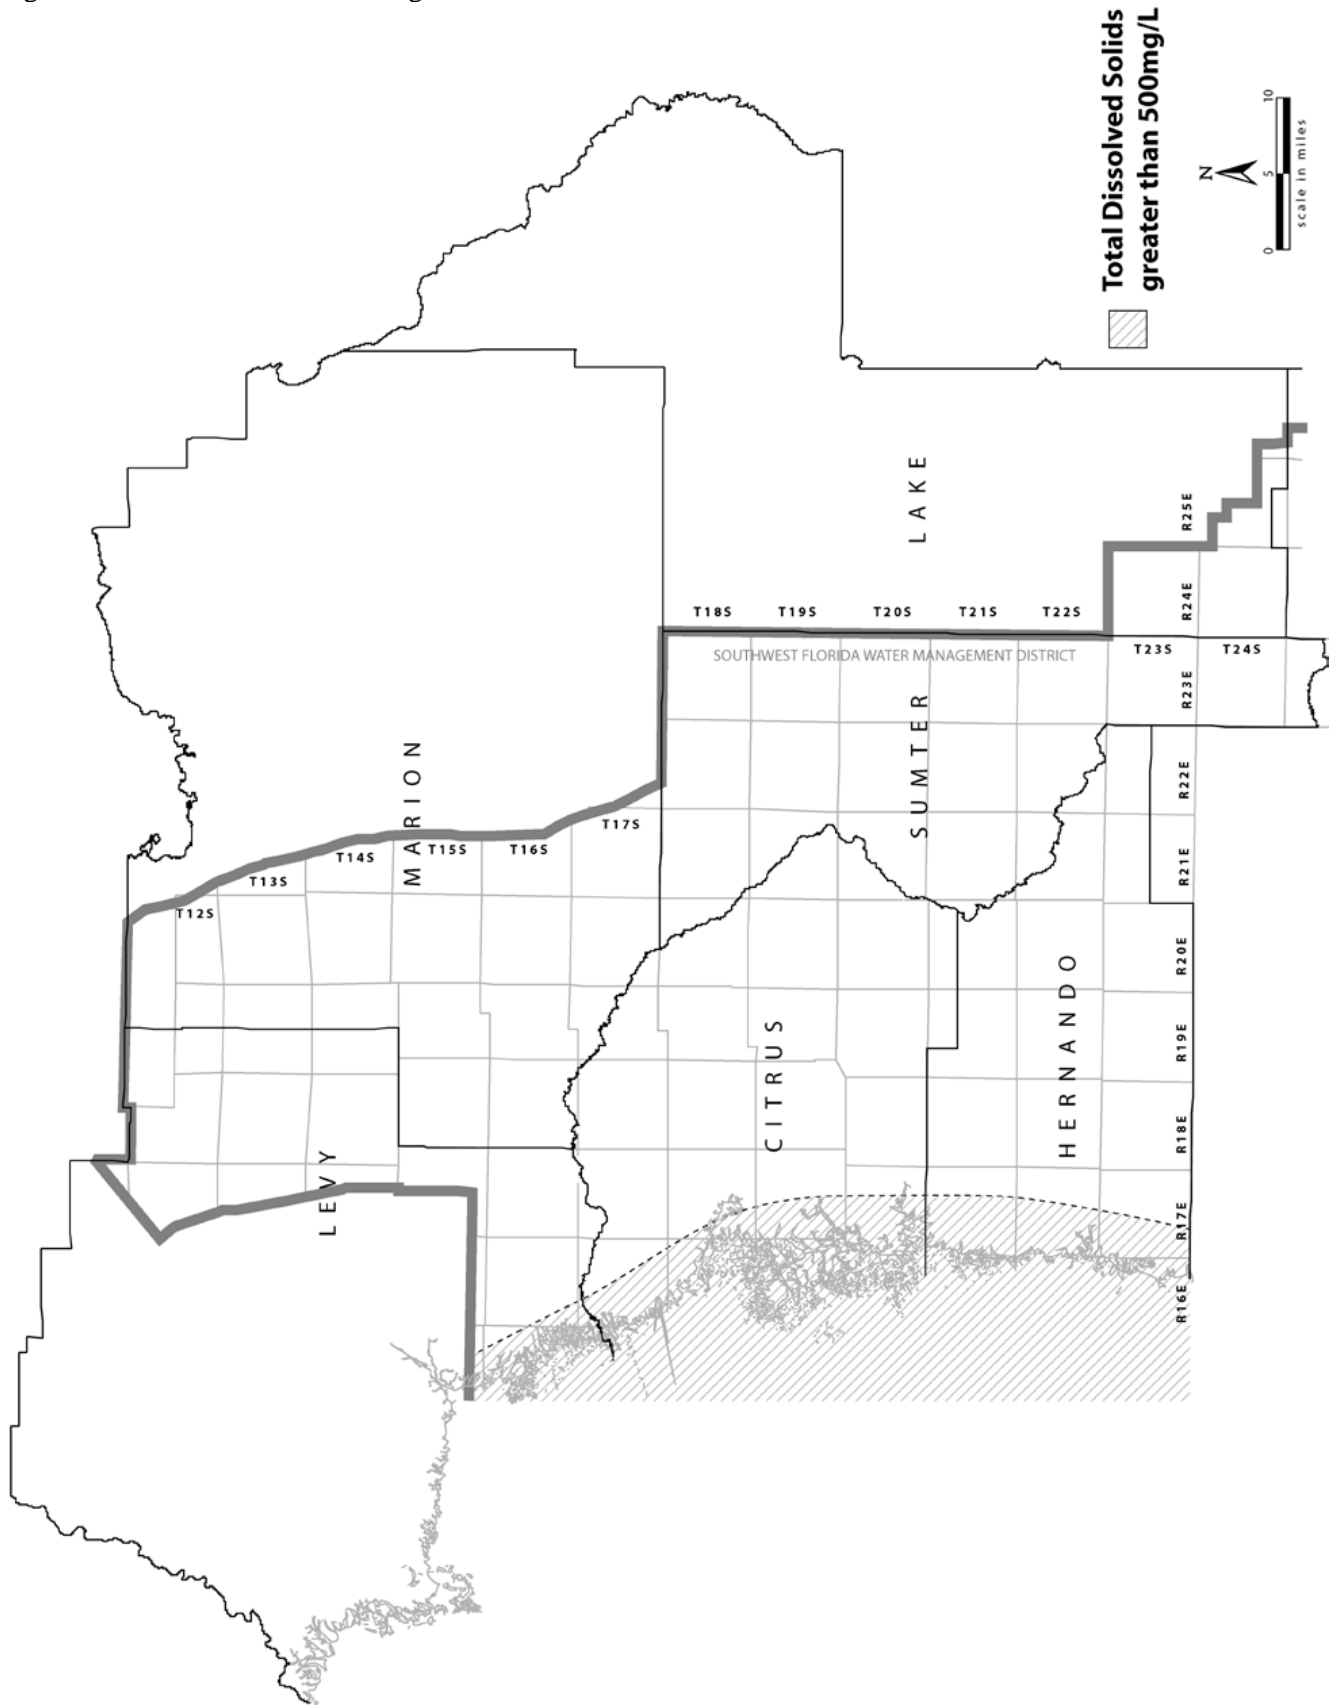 Total Dissolved Solids
greater than 500mg/L
N
0 5 10
scale in miles
MARION
LAKE
LEVY
SUMTER
CITRUS
HERNANDO
SOUTHWEST FLORIDA WATER MANAGEMENT DISTRICT
T12S
T13S
T14S
T15S
T16S
T17S
T18S
T19S
T20S
T21S
T22S
T23S
T24S
R16E
R17E
R18E
R19E
R20E
R21E
R22E
R23E
R24E
R25E